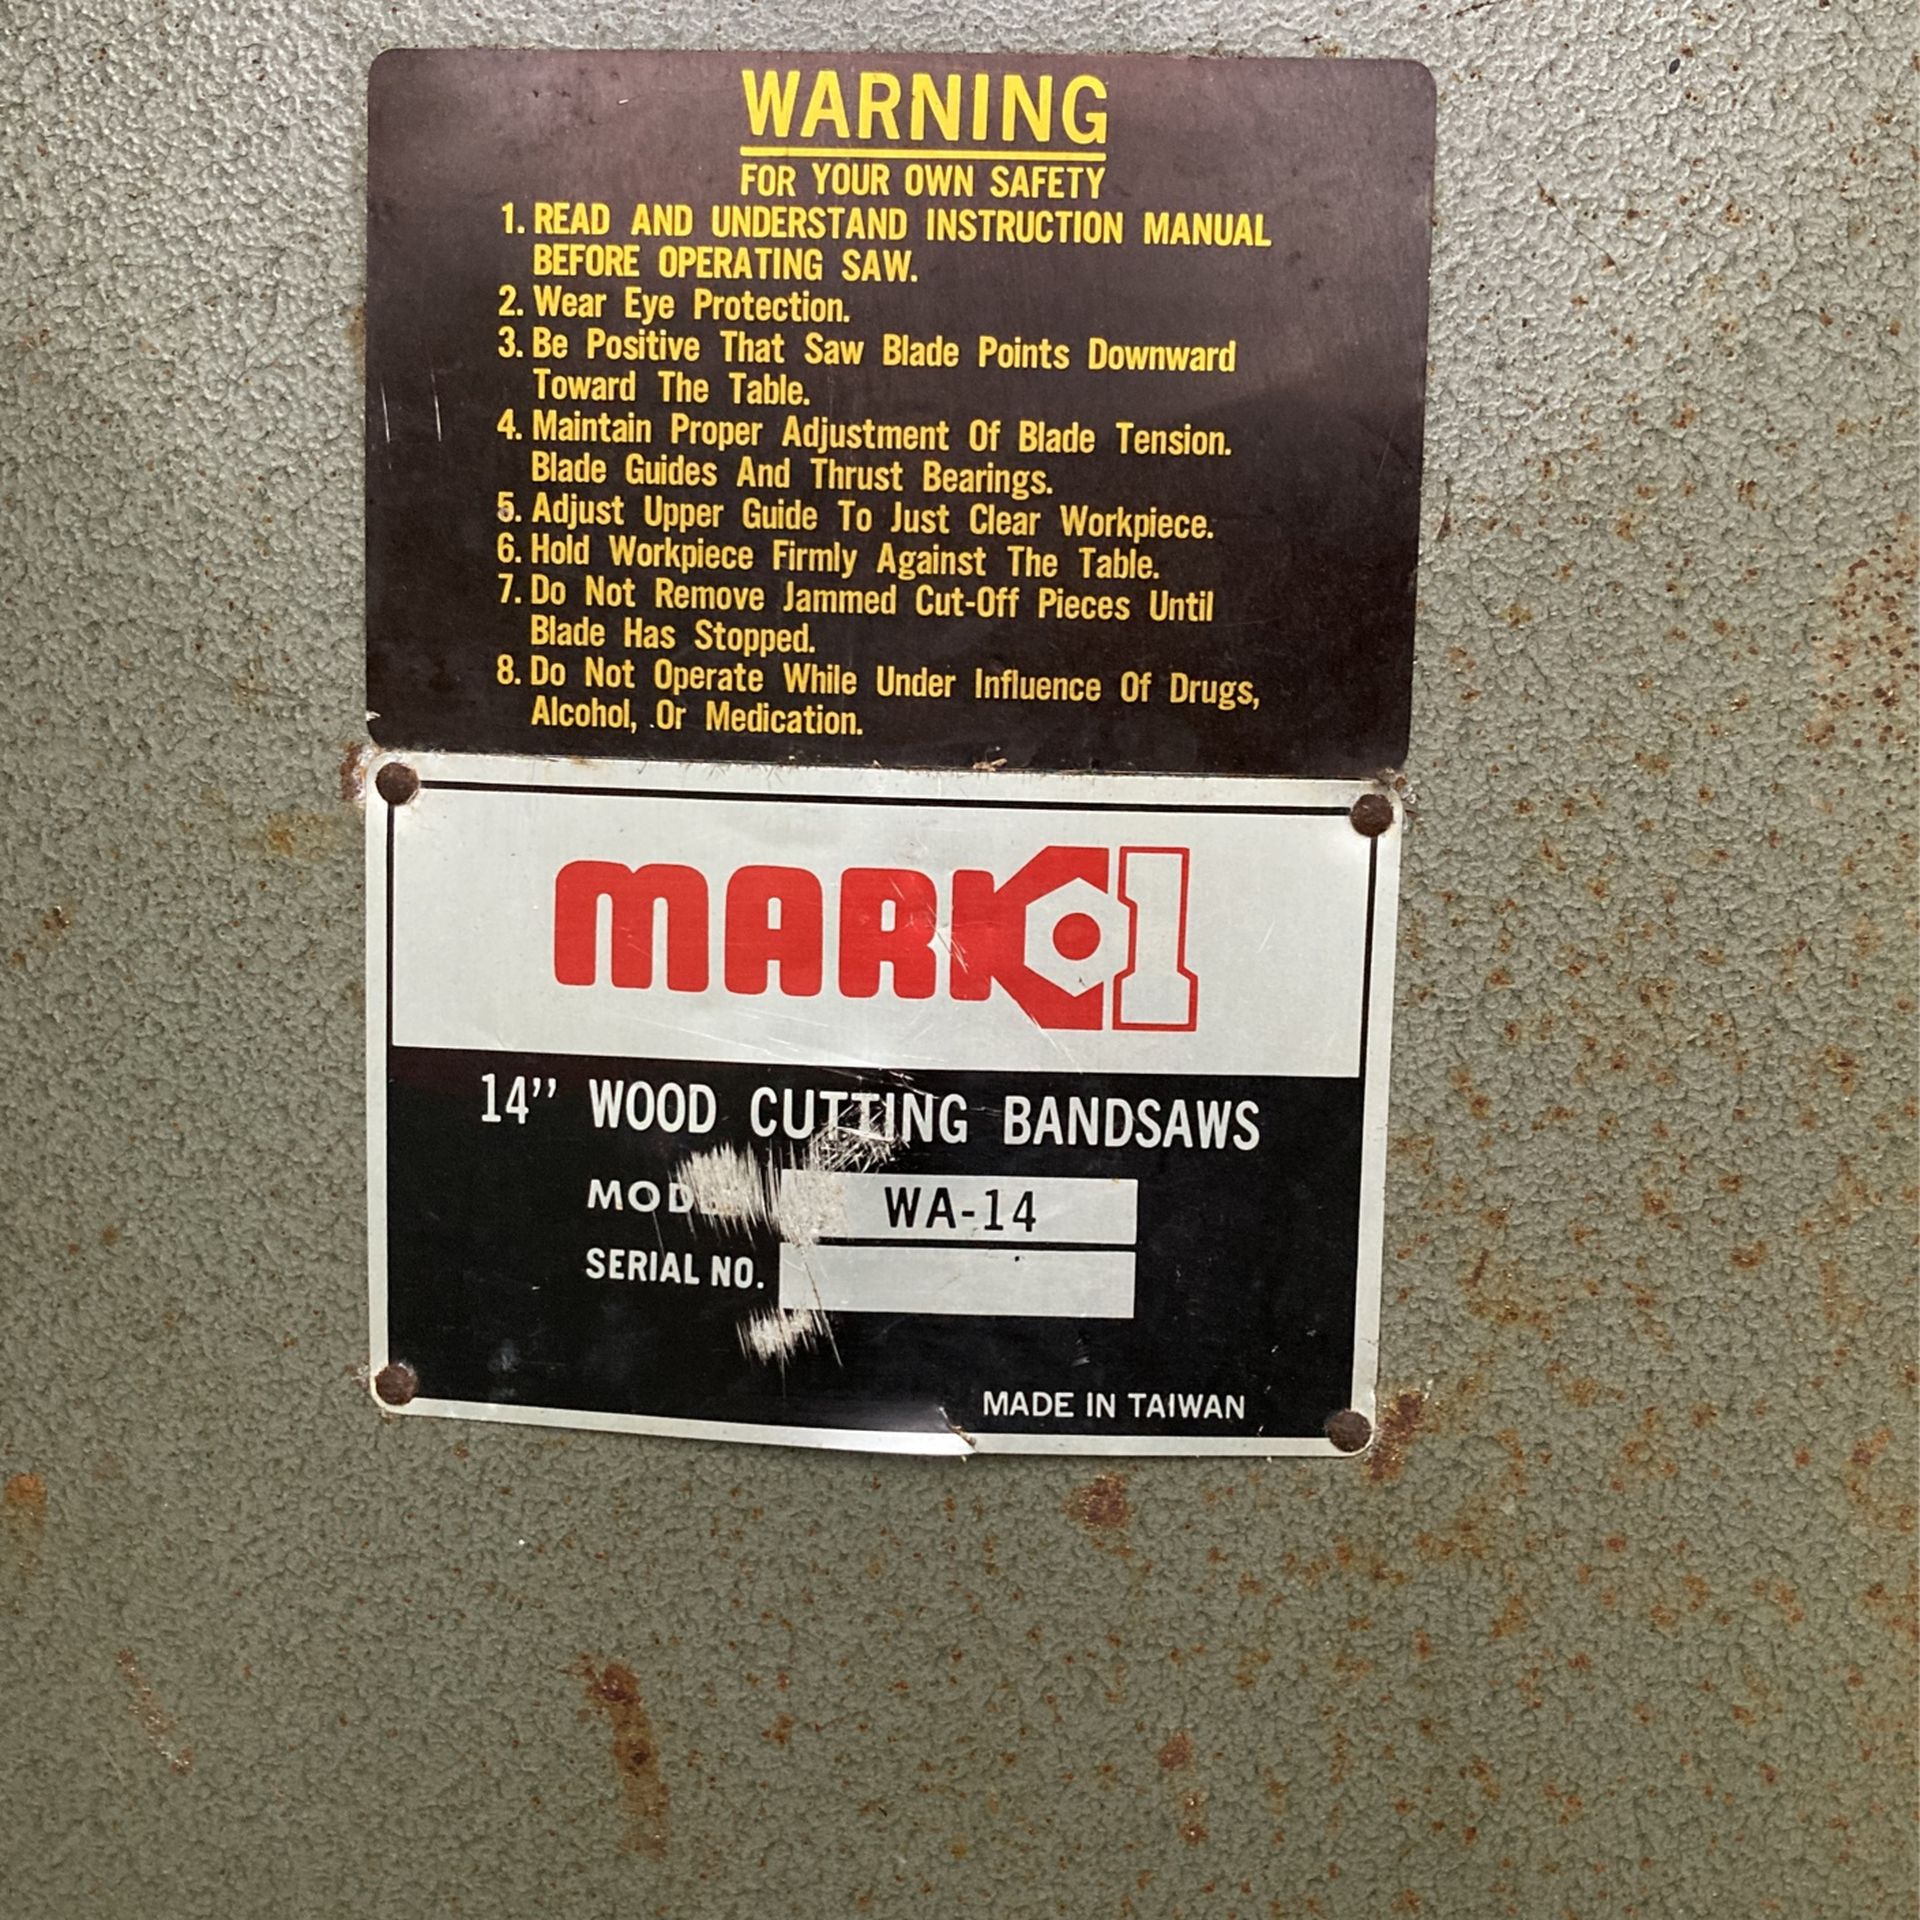 WARNING
FOR YOUR OWN SAFETY
1. READ AND UNDERSTAND INSTRUCTION MANUAL
BEFORE OPERATING SAW.
2. Wear Eye Protection.
3. Be Positive That Saw Blade Points Downward
Toward The Table.
4. Maintain Proper Adjustment Of Blade Tension.
Blade Guides And Thrust Bearings.
5. Adjust Upper Guide To Just Clear Workpiece.
6. Hold Workpiece Firmly Against The Table.
7. Do Not Remove Jammed Cut-Off Pieces Until
Blade Has Stopped.
8. Do Not Operate While Under Influence Of Drugs,
Alcohol, Or Medication.
MARK 1
14" WOOD CUTTING BANDSAWS
WA-14
SERIAL NO.
MADE IN TAIWAN